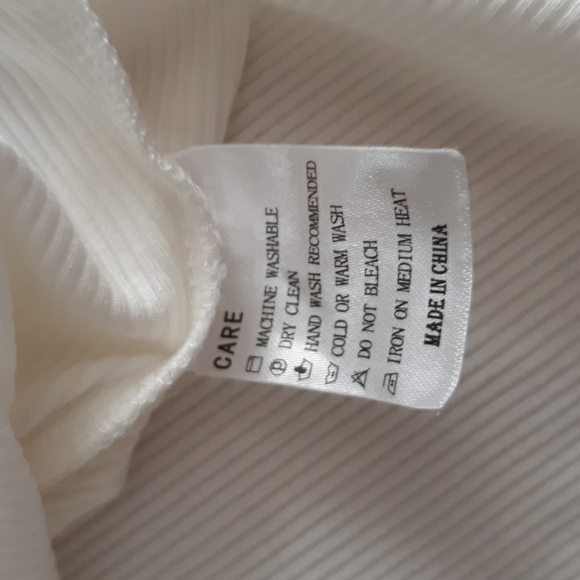 CARE
MACHINE WASHABLE
DRY CLEAN
HAND WASH RECOMMENDED
COLD OR WARM WASH
DO NOT BLEACH
IRON ON MEDIUM HEAT
MADE IN CHINA